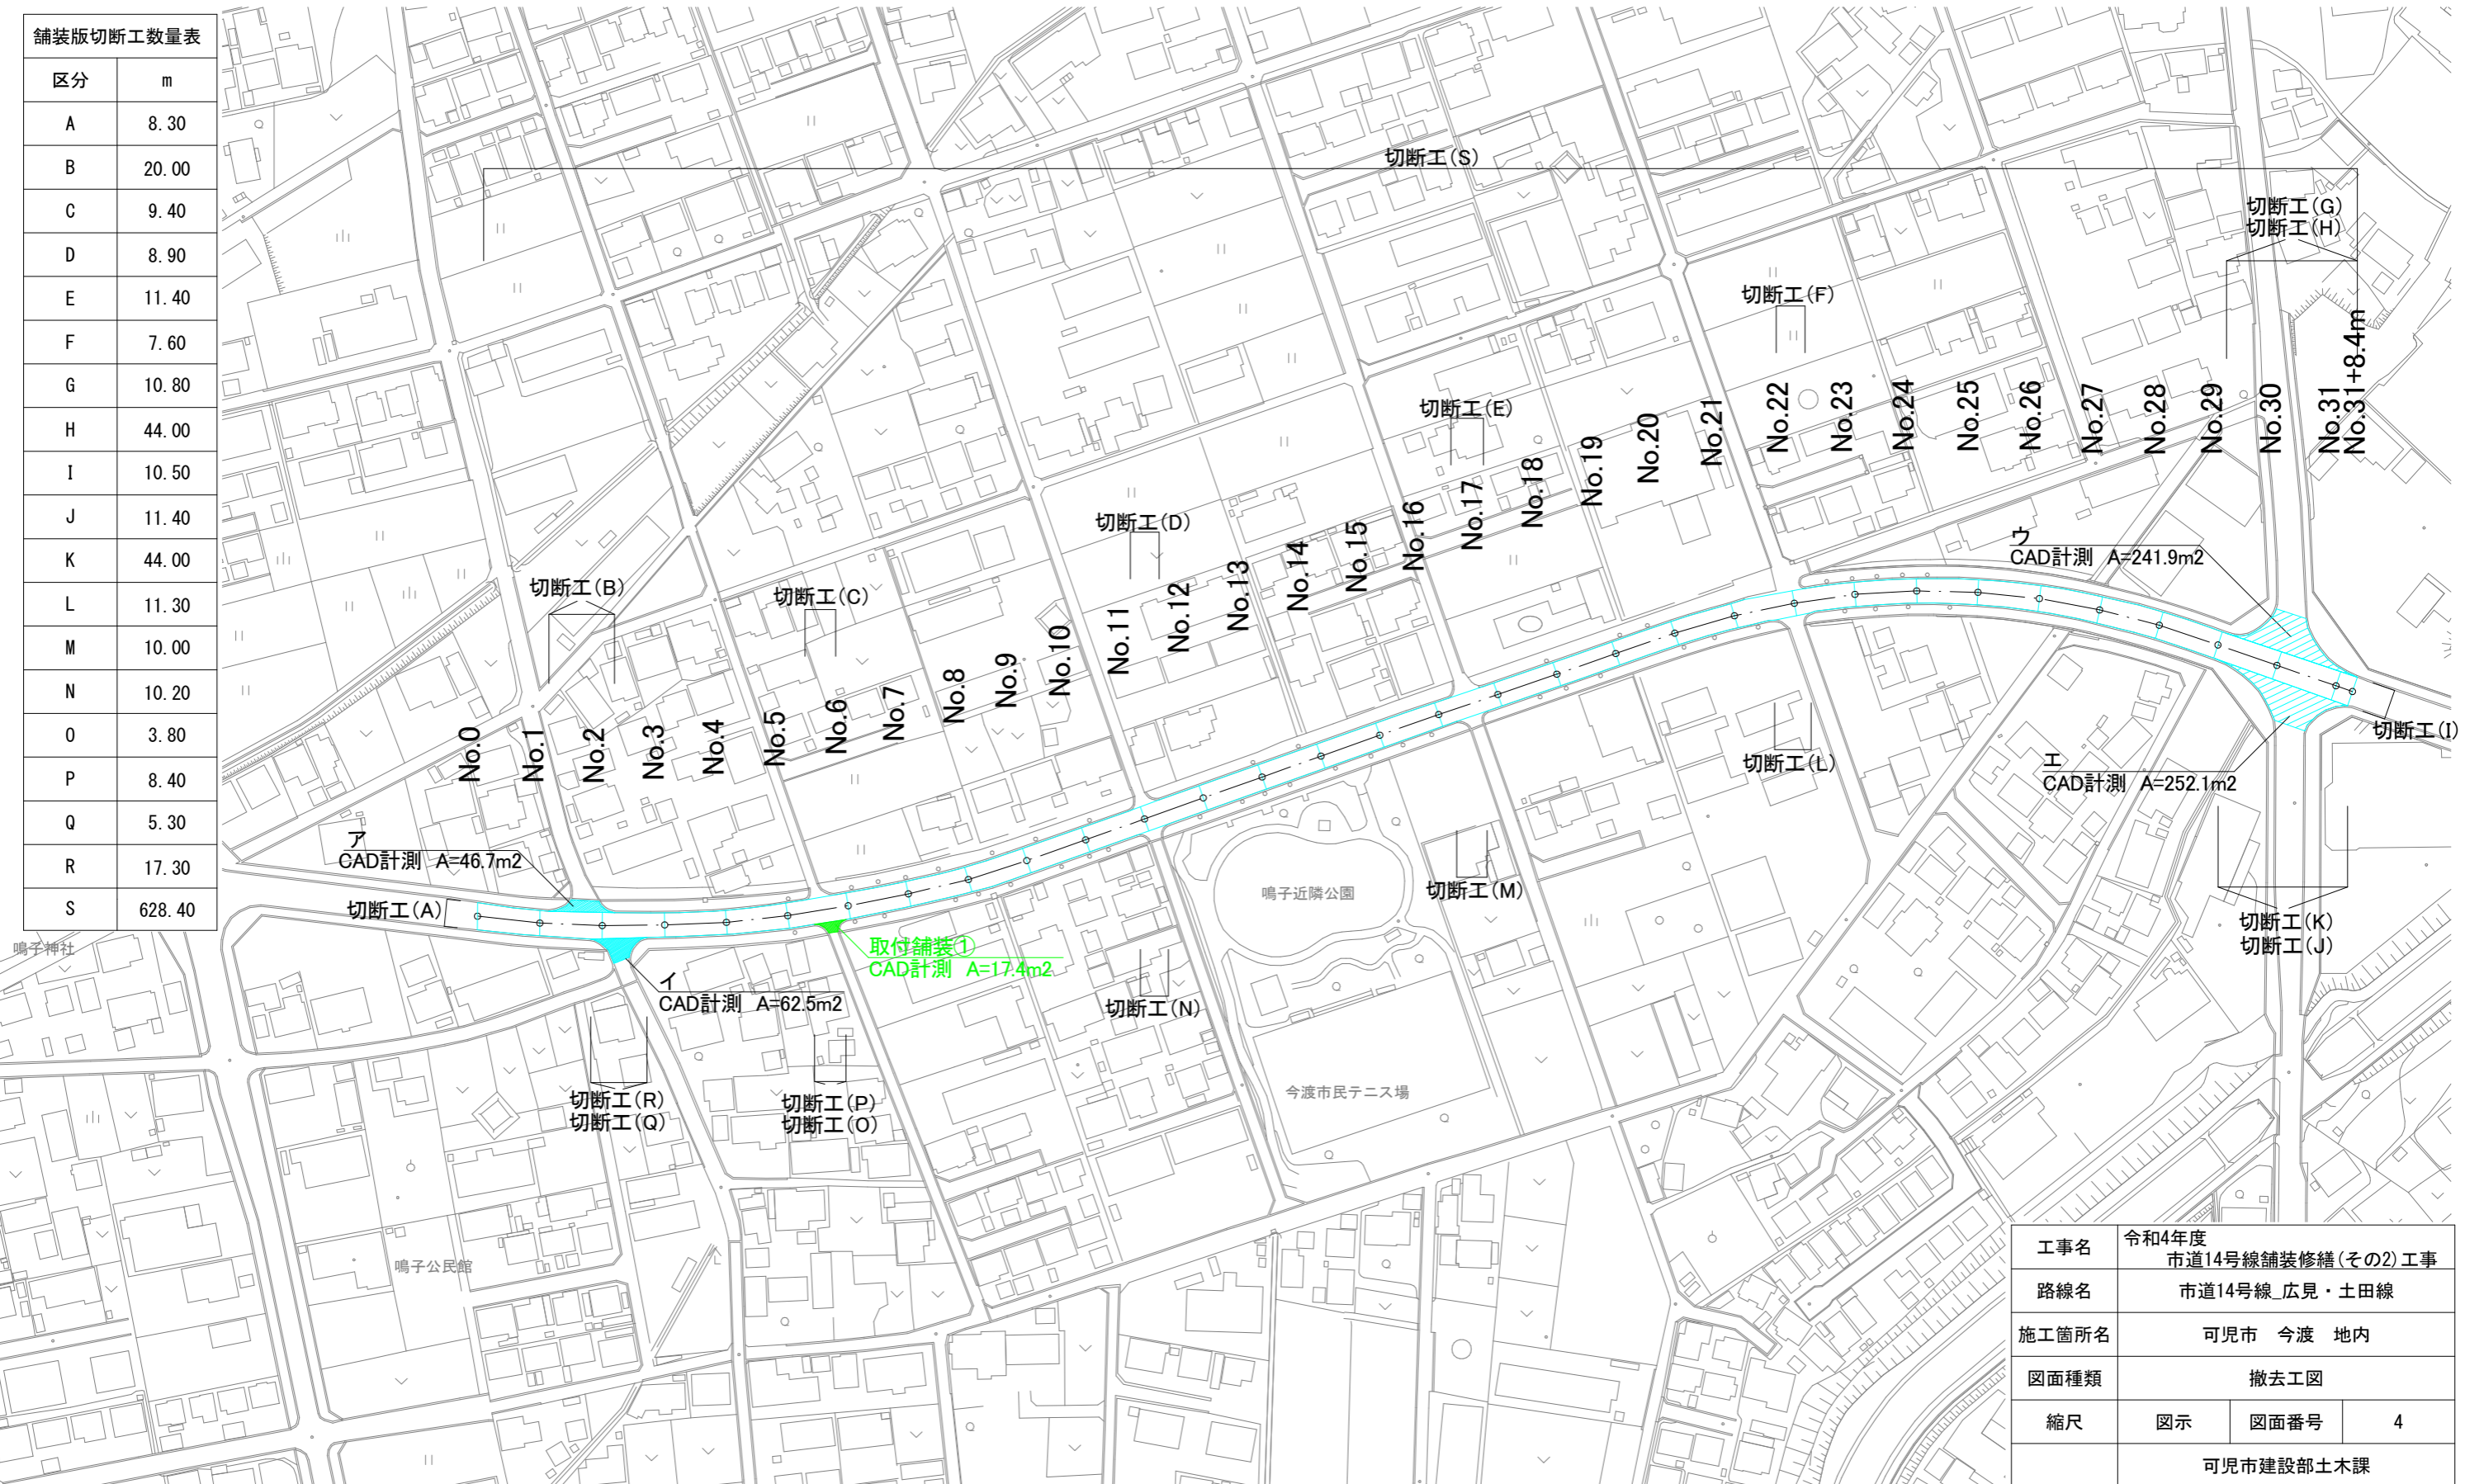 舗装版切断工数量表
区分 m
A 8.30
B 20.00
C 9.40
D 8.90
E 11.40
F 7.60
G 10.80
H 44.00
I 10.50
J 11.40
K 44.00
L 11.30
M 10.00
N 10.20
O 3.80
P 8.40
Q 5.30
R 17.30
S 628.40
切断工(S)
切断工(G)
切断工(H)
切断工(F)
切断工(E)
切断工(D)
切断工(B)
切断工(C)
No.0
No.1
No.2
No.3
No.4
No.5
No.6
No.7
No.8
No.9
No.10
No.11
No.12
No.13
No.14
No.15
No.16
No.17
No.18
No.19
No.20
No.21
No.22
No.23
No.24
No.25
No.26
No.27
No.28
No.29
No.30
No.31
No.31+8.4m
ウ
CAD計測 A=241.9m2
切断工(I)
エ
CAD計測 A=252.1m2
切断工(L)
ア
CAD計測 A=46.7m2
切断工(A)
鳴子近隣公園
切断工(M)
切断工(K)
切断工(J)
鳴子神社
取付舗装①
CAD計測 A=17.4m2
イ
CAD計測 A=62.5m2
切断工(N)
切断工(R)
切断工(Q)
切断工(P)
切断工(O)
今渡市民テニス場
鳴子公民館
工事名 令和4年度
市道14号線舗装修繕(その2)工事
路線名 市道14号線_広見・土田線
施工箇所名 可児市 今渡 地内
図面種類 撤去工図
縮尺 図示 図面番号 4
可児市建設部土木課